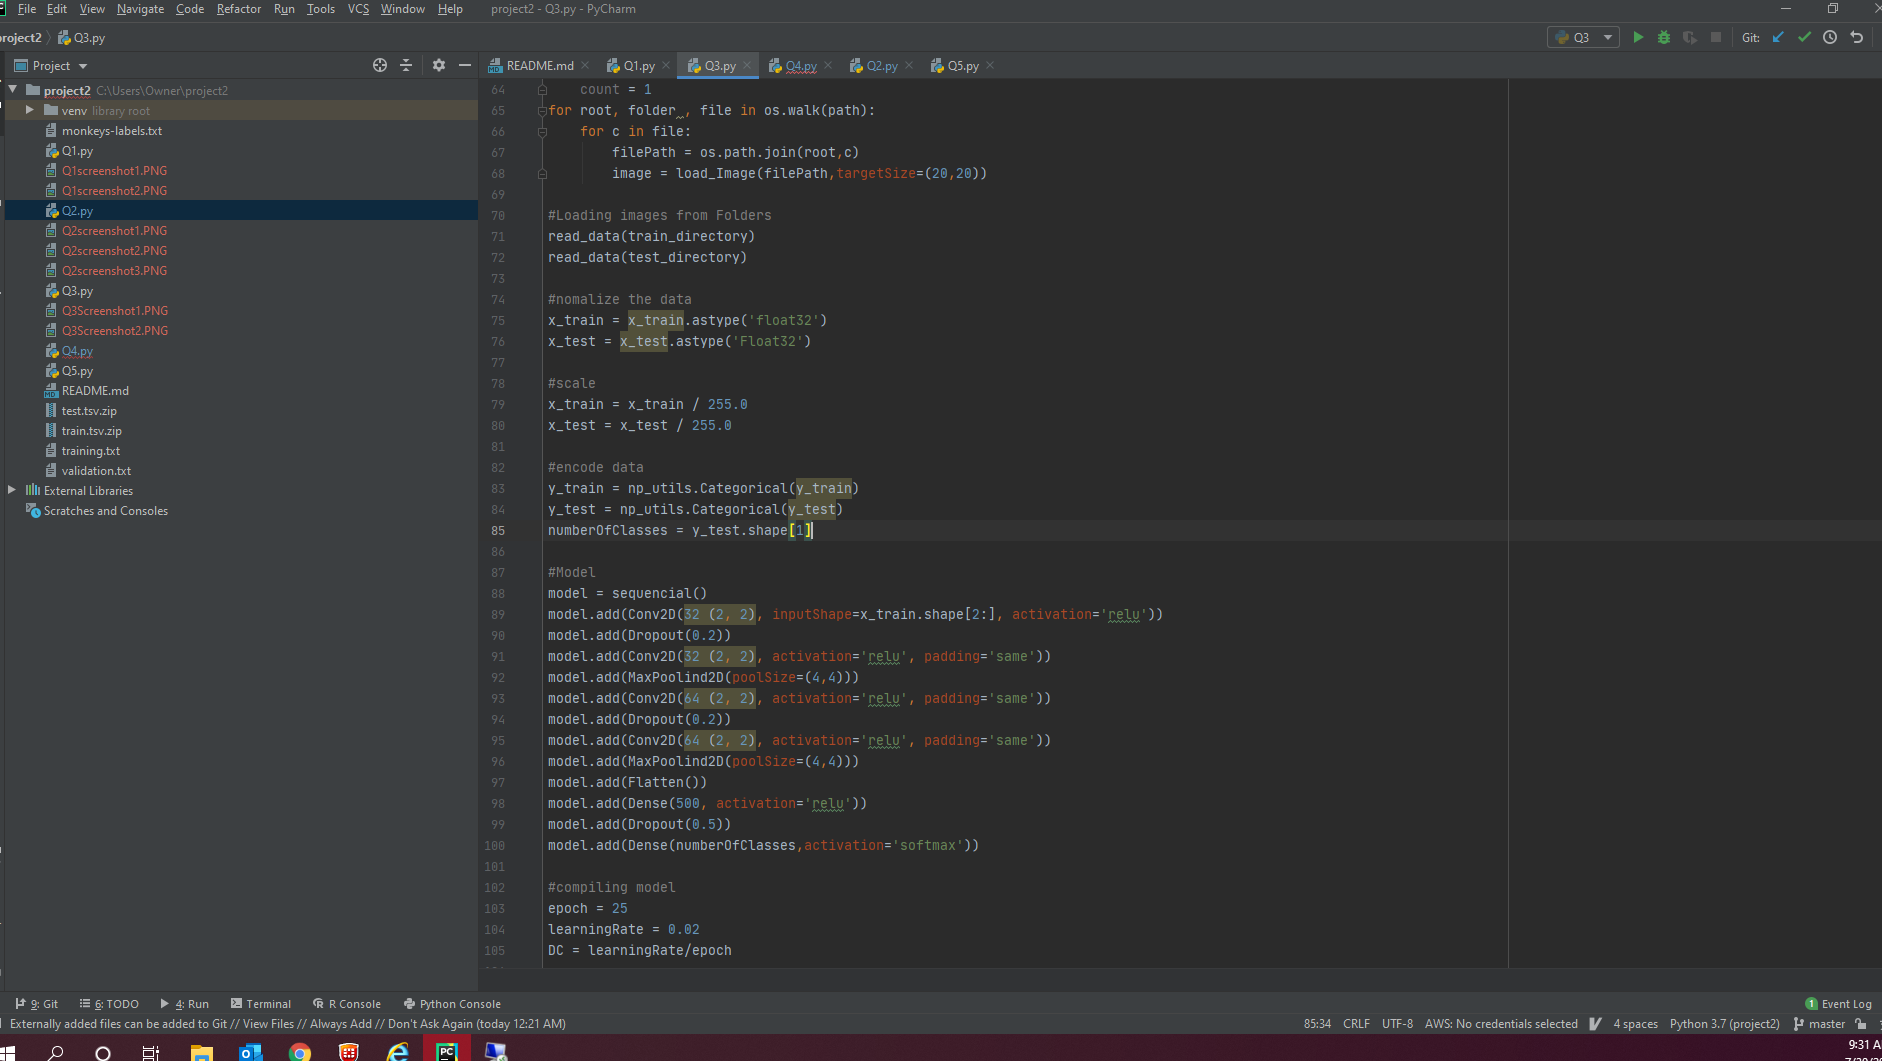 File Edit View Navigate Code Refactor Run Tools VCS Window Help project2 - Q3.py - PyCharm
project2 Q3.py Q3 Git:
Project README.md Q1.py Q3.py Q4.py Q2.py Q5.py
project2 C:\Users\Owner\project2
venv library root
monkeys-labels.txt
Q1.py
Q1screenshot1.PNG
Q1screenshot2.PNG
Q2.py
Q2screenshot1.PNG
Q2screenshot2.PNG
Q2screenshot3.PNG
Q3.py
Q3Screenshot1.PNG
Q3Screenshot2.PNG
Q4.py
Q5.py
README.md
test.tsv.zip
train.tsv.zip
training.txt
validation.txt
External Libraries
Scratches and Consoles
64 count = 1
65 for root, folder , file in os.walk(path):
66 for c in file:
67 filePath = os.path.join(root,c)
68 image = load_Image(filePath,targetSize=(20,20))
69
70 #Loading images from Folders
71 read_data(train_directory)
72 read_data(test_directory)
73
74 #nomalize the data
75 x_train = x_train.astype('float32')
76 x_test = x_test.astype('Float32')
77
78 #scale
79 x_train = x_train / 255.0
80 x_test = x_test / 255.0
81
82 #encode data
83 y_train = np_utils.Categorical(y_train)
84 y_test = np_utils.Categorical(y_test)
85 numberOfClasses = y_test.shape[1]
86
87 #Model
88 model = sequencial()
89 model.add(Conv2D(32 (2, 2), inputShape=x_train.shape[2:], activation='relu'))
90 model.add(Dropout(0.2))
91 model.add(Conv2D(32 (2, 2), activation='relu', padding='same'))
92 model.add(MaxPoolind2D(poolSize=(4,4)))
93 model.add(Conv2D(64 (2, 2), activation='relu', padding='same'))
94 model.add(Dropout(0.2))
95 model.add(Conv2D(64 (2, 2), activation='relu', padding='same'))
96 model.add(MaxPoolind2D(poolSize=(4,4)))
97 model.add(Flatten())
98 model.add(Dense(500, activation='relu'))
99 model.add(Dropout(0.5))
100 model.add(Dense(numberOfClasses,activation='softmax'))
101
102 #compiling model
103 epoch = 25
104 learningRate = 0.02
105 DC = learningRate/epoch
9: Git 6: TODO 4: Run Terminal R Console Python Console 1 Event Log
Externally added files can be added to Git // View Files // Always Add // Don't Ask Again (today 12:21 AM) 85:34 CRLF UTF-8 AWS: No credentials selected 4 spaces Python 3.7 (project2) master
9:31 A